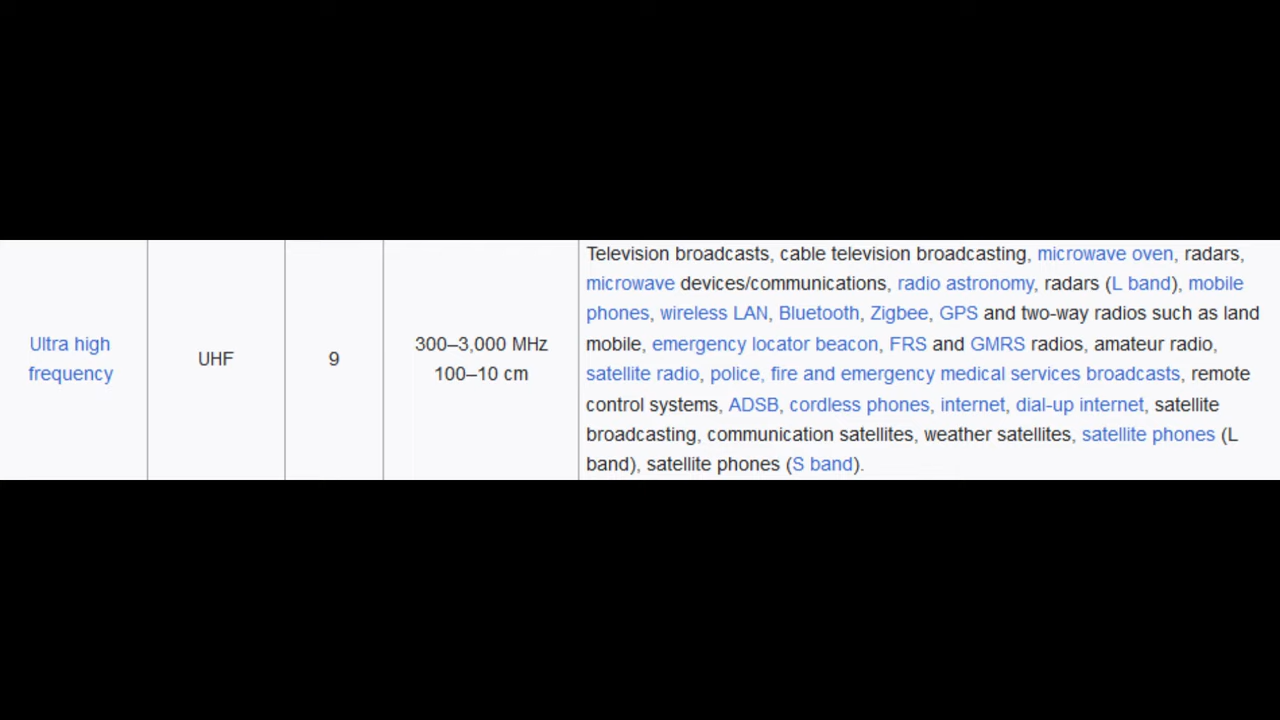 Ultra high
frequency
UHF
9
300–3,000 MHz
100–10 cm
Television broadcasts, cable television broadcasting, microwave oven, radars,
microwave devices/communications, radio astronomy, radars (L band), mobile
phones, wireless LAN, Bluetooth, Zigbee, GPS and two-way radios such as land
mobile, emergency locator beacon, FRS and GMRS radios, amateur radio,
satellite radio, police, fire and emergency medical services broadcasts, remote
control systems, ADSB, cordless phones, internet, dial-up internet, satellite
broadcasting, communication satellites, weather satellites, satellite phones (L
band), satellite phones (S band).